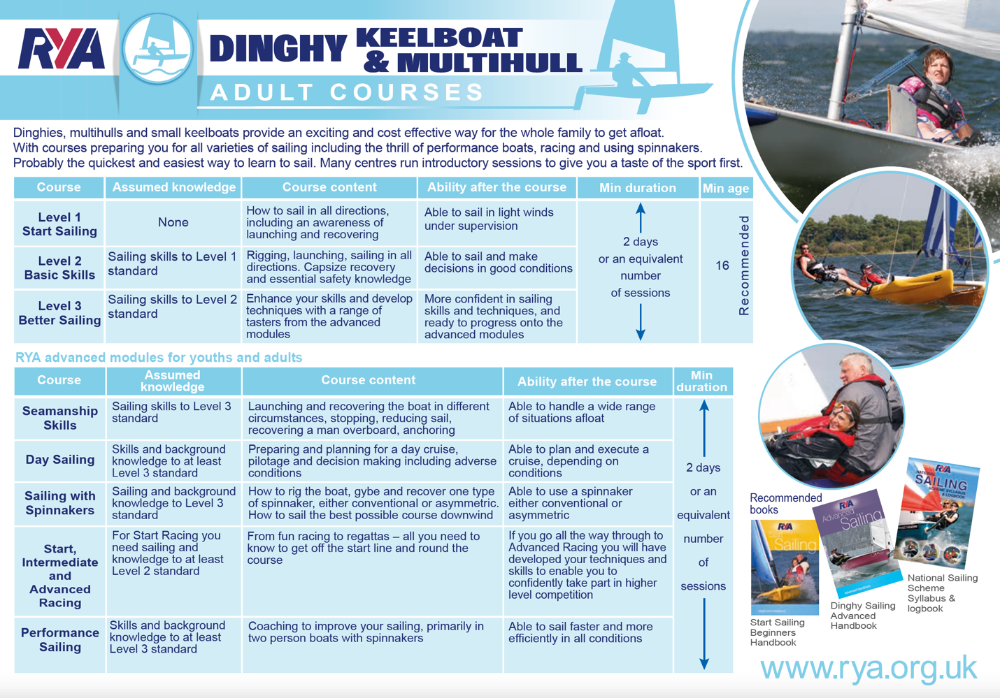 RYA
DINGHY KEELBOAT
& MULTIHULL
ADULT COURSES
Dinghies, multihulls and small keelboats provide an exciting and cost effective way for the whole family to get afloat.
With courses preparing you for all varieties of sailing including the thrill of performance boats, racing and using spinnakers.
Probably the quickest and easiest way to learn to sail. Many centres run introductory sessions to give you a taste of the sport first.
Course
Assumed knowledge
Course content
Ability after the course
Min duration
Min age
Level 1
Start Sailing
None
How to sail in all directions,
including an awareness of
launching and recovering
Able to sail in light winds
under supervision
Level 2
Basic Skills
Sailing skills to Level 1
standard
Rigging, launching, sailing in all
directions. Capsize recovery
and essential safety knowledge
Able to sail and make
decisions in good conditions
Level 3
Better Sailing
Sailing skills to Level 2
standard
Enhance your skills and develop
techniques with a range of
tasters from the advanced
modules
More confident in sailing
skills and techniques, and
ready to progress onto the
advanced modules
2 days
or an equivalent
number
of sessions
16
Recommended
RYA advanced modules for youths and adults
Course
Assumed
knowledge
Course content
Ability after the course
Min
duration
Seamanship
Skills
Sailing skills to Level 3
standard
Launching and recovering the boat in different
circumstances, stopping, reducing sail,
recovering a man overboard, anchoring
Able to handle a wide range
of situations afloat
Day Sailing
Skills and background
knowledge to at least
Level 3 standard
Preparing and planning for a day cruise,
pilotage and decision making including adverse
conditions
Able to plan and execute a
cruise, depending on
conditions
Sailing with
Spinnakers
Sailing and background
knowledge to Level 3
standard
How to rig the boat, gybe and recover one type
of spinnaker, either conventional or asymmetric.
How to sail the best possible course downwind
Able to use a spinnaker
either conventional or
asymmetric
Start,
Intermediate
and
Advanced
Racing
For Start Racing you
need sailing and
knowledge to at least
Level 2 standard
From fun racing to regattas – all you need to
know to get off the start line and round the
course
If you go all the way through to
Advanced Racing you will have
developed your techniques and
skills to enable you to
confidently take part in higher
level competition
Performance
Sailing
Skills and background
knowledge to at least
Level 3 standard
Coaching to improve your sailing, primarily in
two person boats with spinnakers
Able to sail faster and more
efficiently in all conditions
2 days
or an
equivalent
number
of
sessions
Recommended
books
RYA
Start
Sailing
Start Sailing
Beginners
Handbook
RYA
Advanced
Sailing
Dinghy Sailing
Advanced
Handbook
RYA
NATIONAL
SAILING
SCHEME SYLLABUS
& LOGBOOK
National Sailing
Scheme
Syllabus &
logbook
www.rya.org.uk